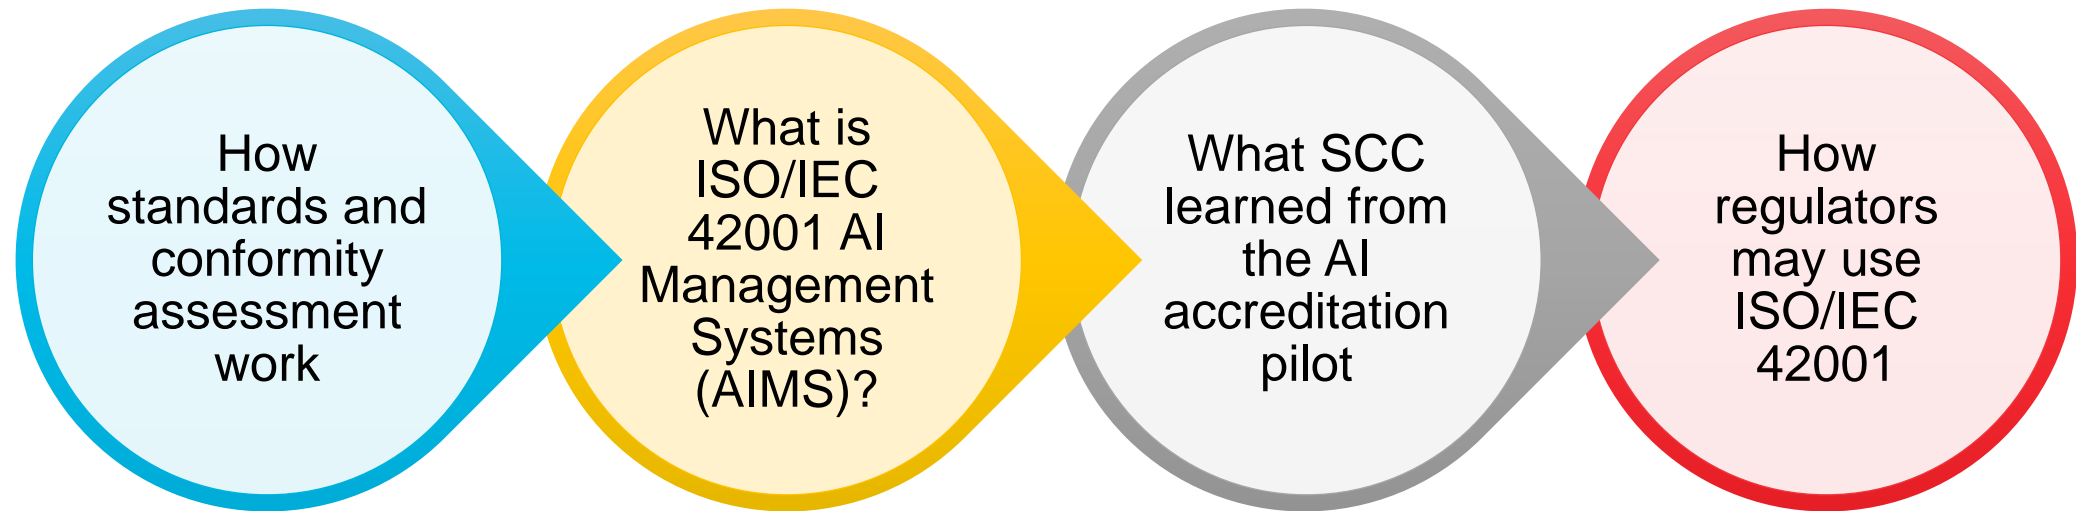 How
standards and
conformity
assessment
work
What is
ISO/IEC
42001 AI
Management
Systems
(AIMS)?
What SCC
learned from
the AI
accreditation
pilot
How
regulators
may use
ISO/IEC
42001